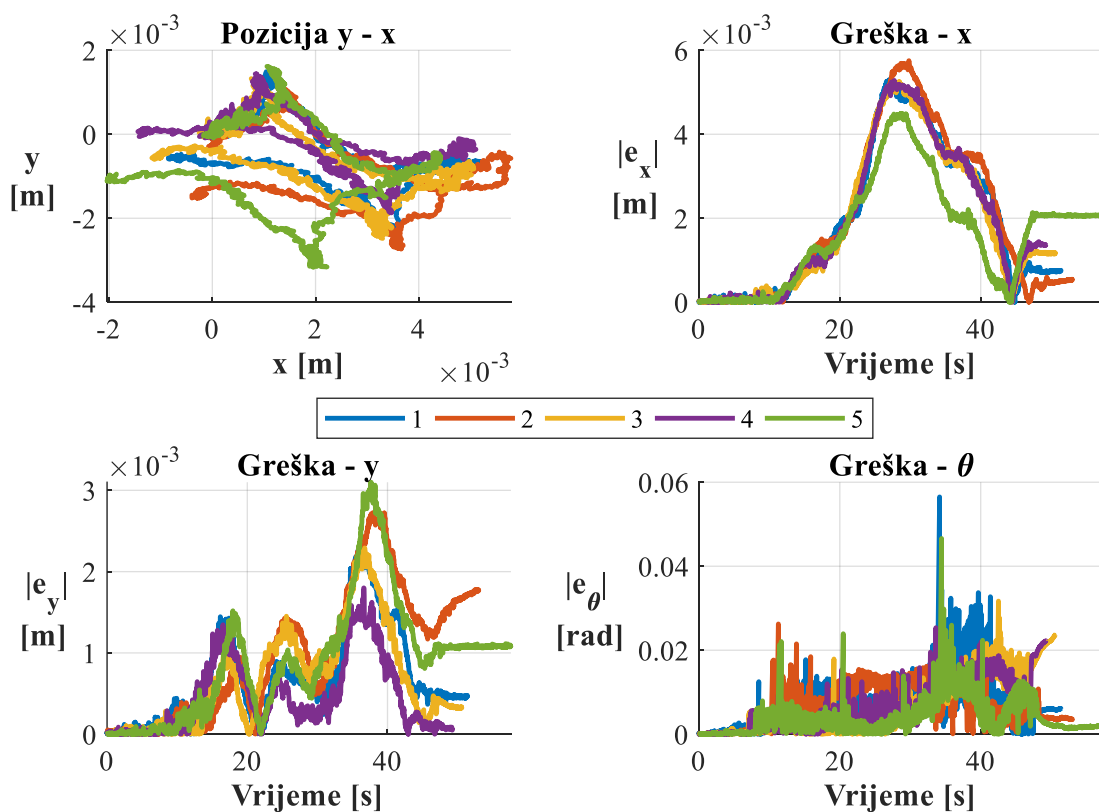 Pozicija y - x
×10⁻³
2
0
-2
-4
y
[m]
-2
0
2
4
x [m]
×10⁻³
Greška - x
×10⁻³
6
4
2
0
|e_x|
[m]
0
20
40
Vrijeme [s]
1 2 3 4 5
Greška - y
×10⁻³
3
2
1
0
|e_y|
[m]
0
20
40
Vrijeme [s]
Greška - θ
0.06
0.04
0.02
0
|e_θ|
[rad]
0
20
40
Vrijeme [s]